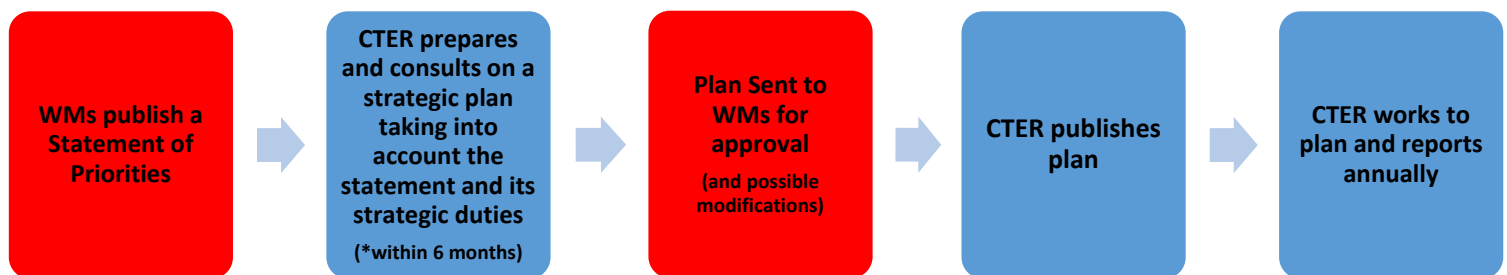 WMs publish a
Statement of
Priorities
CTER prepares
and consults on a
strategic plan
taking into
account the
statement and its
strategic duties
(*within 6 months)
Plan Sent to
WMs for
approval
(and possible
modifications)
CTER publishes
plan
CTER works to
plan and reports
annually